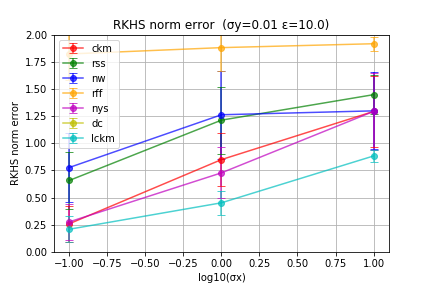 RKHS norm error (σy=0.01 ε=10.0)
RKHS norm error
2.00
1.75
1.50
1.25
1.00
0.75
0.50
0.25
0.00
ckm
rss
nw
rff
nys
dc
lckm
−1.00 −0.75 −0.50 −0.25 0.00 0.25 0.50 0.75 1.00
log10(σx)